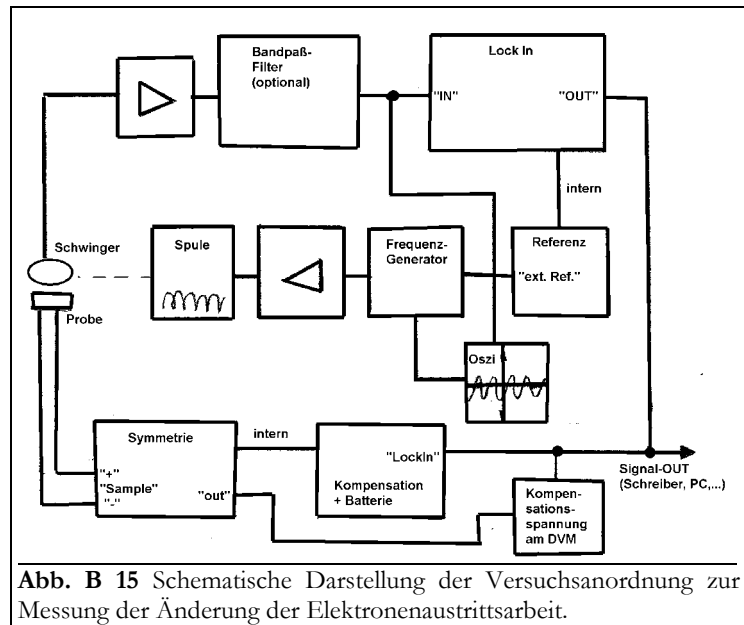 Bandpaß-
Filter
(optional)
Lock In
"IN"
"OUT"
intern
Schwinger
Probe
Spule
Frequenz-
Generator
Referenz
"ext. Ref."
Oszi
Symmetrie
"+"
"Sample"
"-"
"out"
intern
"LockIn"
Kompensation
+ Batterie
Kompen-
sations-
spannung
am DVM
Signal-OUT
(Schreiber, PC,...)
Abb. B 15 Schematische Darstellung der Versuchsanordnung zur
Messung der Änderung der Elektronenaustrittsarbeit.